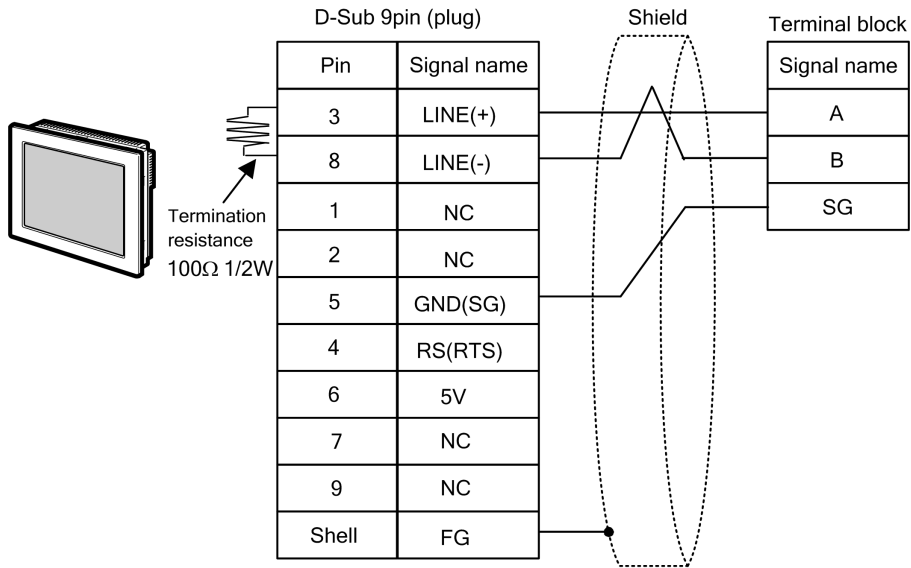 D-Sub 9pin (plug)
Shield
Terminal block
Pin Signal name
Signal name
3 LINE(+)
A
8 LINE(-)
B
1 NC
SG
Termination
resistance
100Ω 1/2W
2 NC
5 GND(SG)
4 RS(RTS)
6 5V
7 NC
9 NC
Shell FG